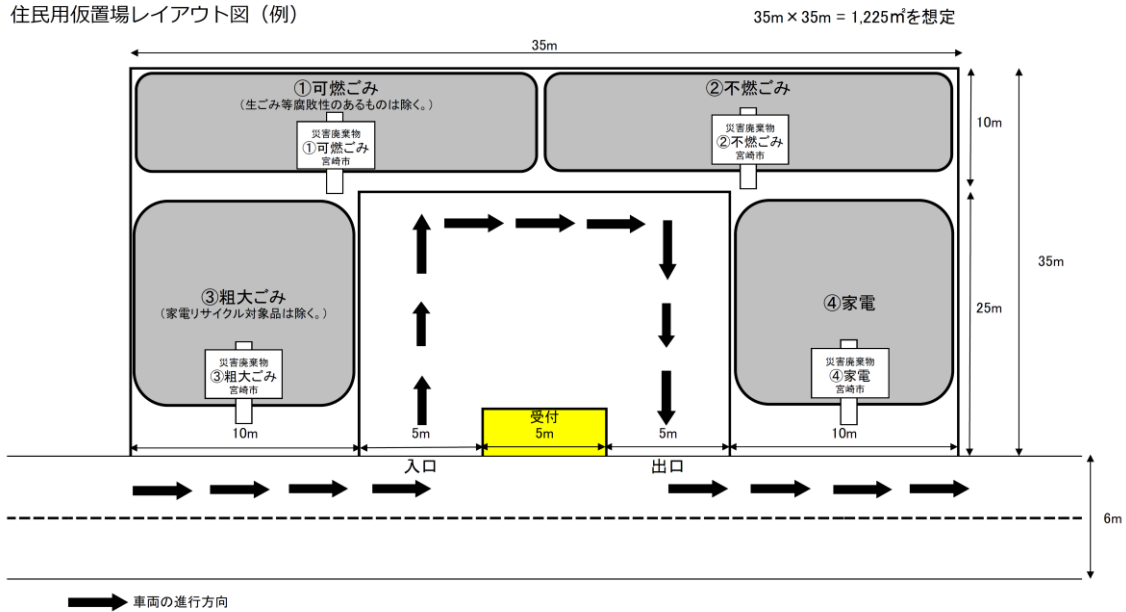 住民用仮置場レイアウト図（例）
35m×35m = 1,225㎡を想定
35m
①可燃ごみ
（生ごみ等腐敗性のあるものは除く。）
災害廃棄物
①可燃ごみ
宮崎市
②不燃ごみ
災害廃棄物
②不燃ごみ
宮崎市
10m
35m
③粗大ごみ
（家電リサイクル対象品は除く。）
災害廃棄物
③粗大ごみ
宮崎市
④家電
災害廃棄物
④家電
宮崎市
25m
10m
5m
受付
5m
5m
10m
入口
出口
6m
車両の進行方向